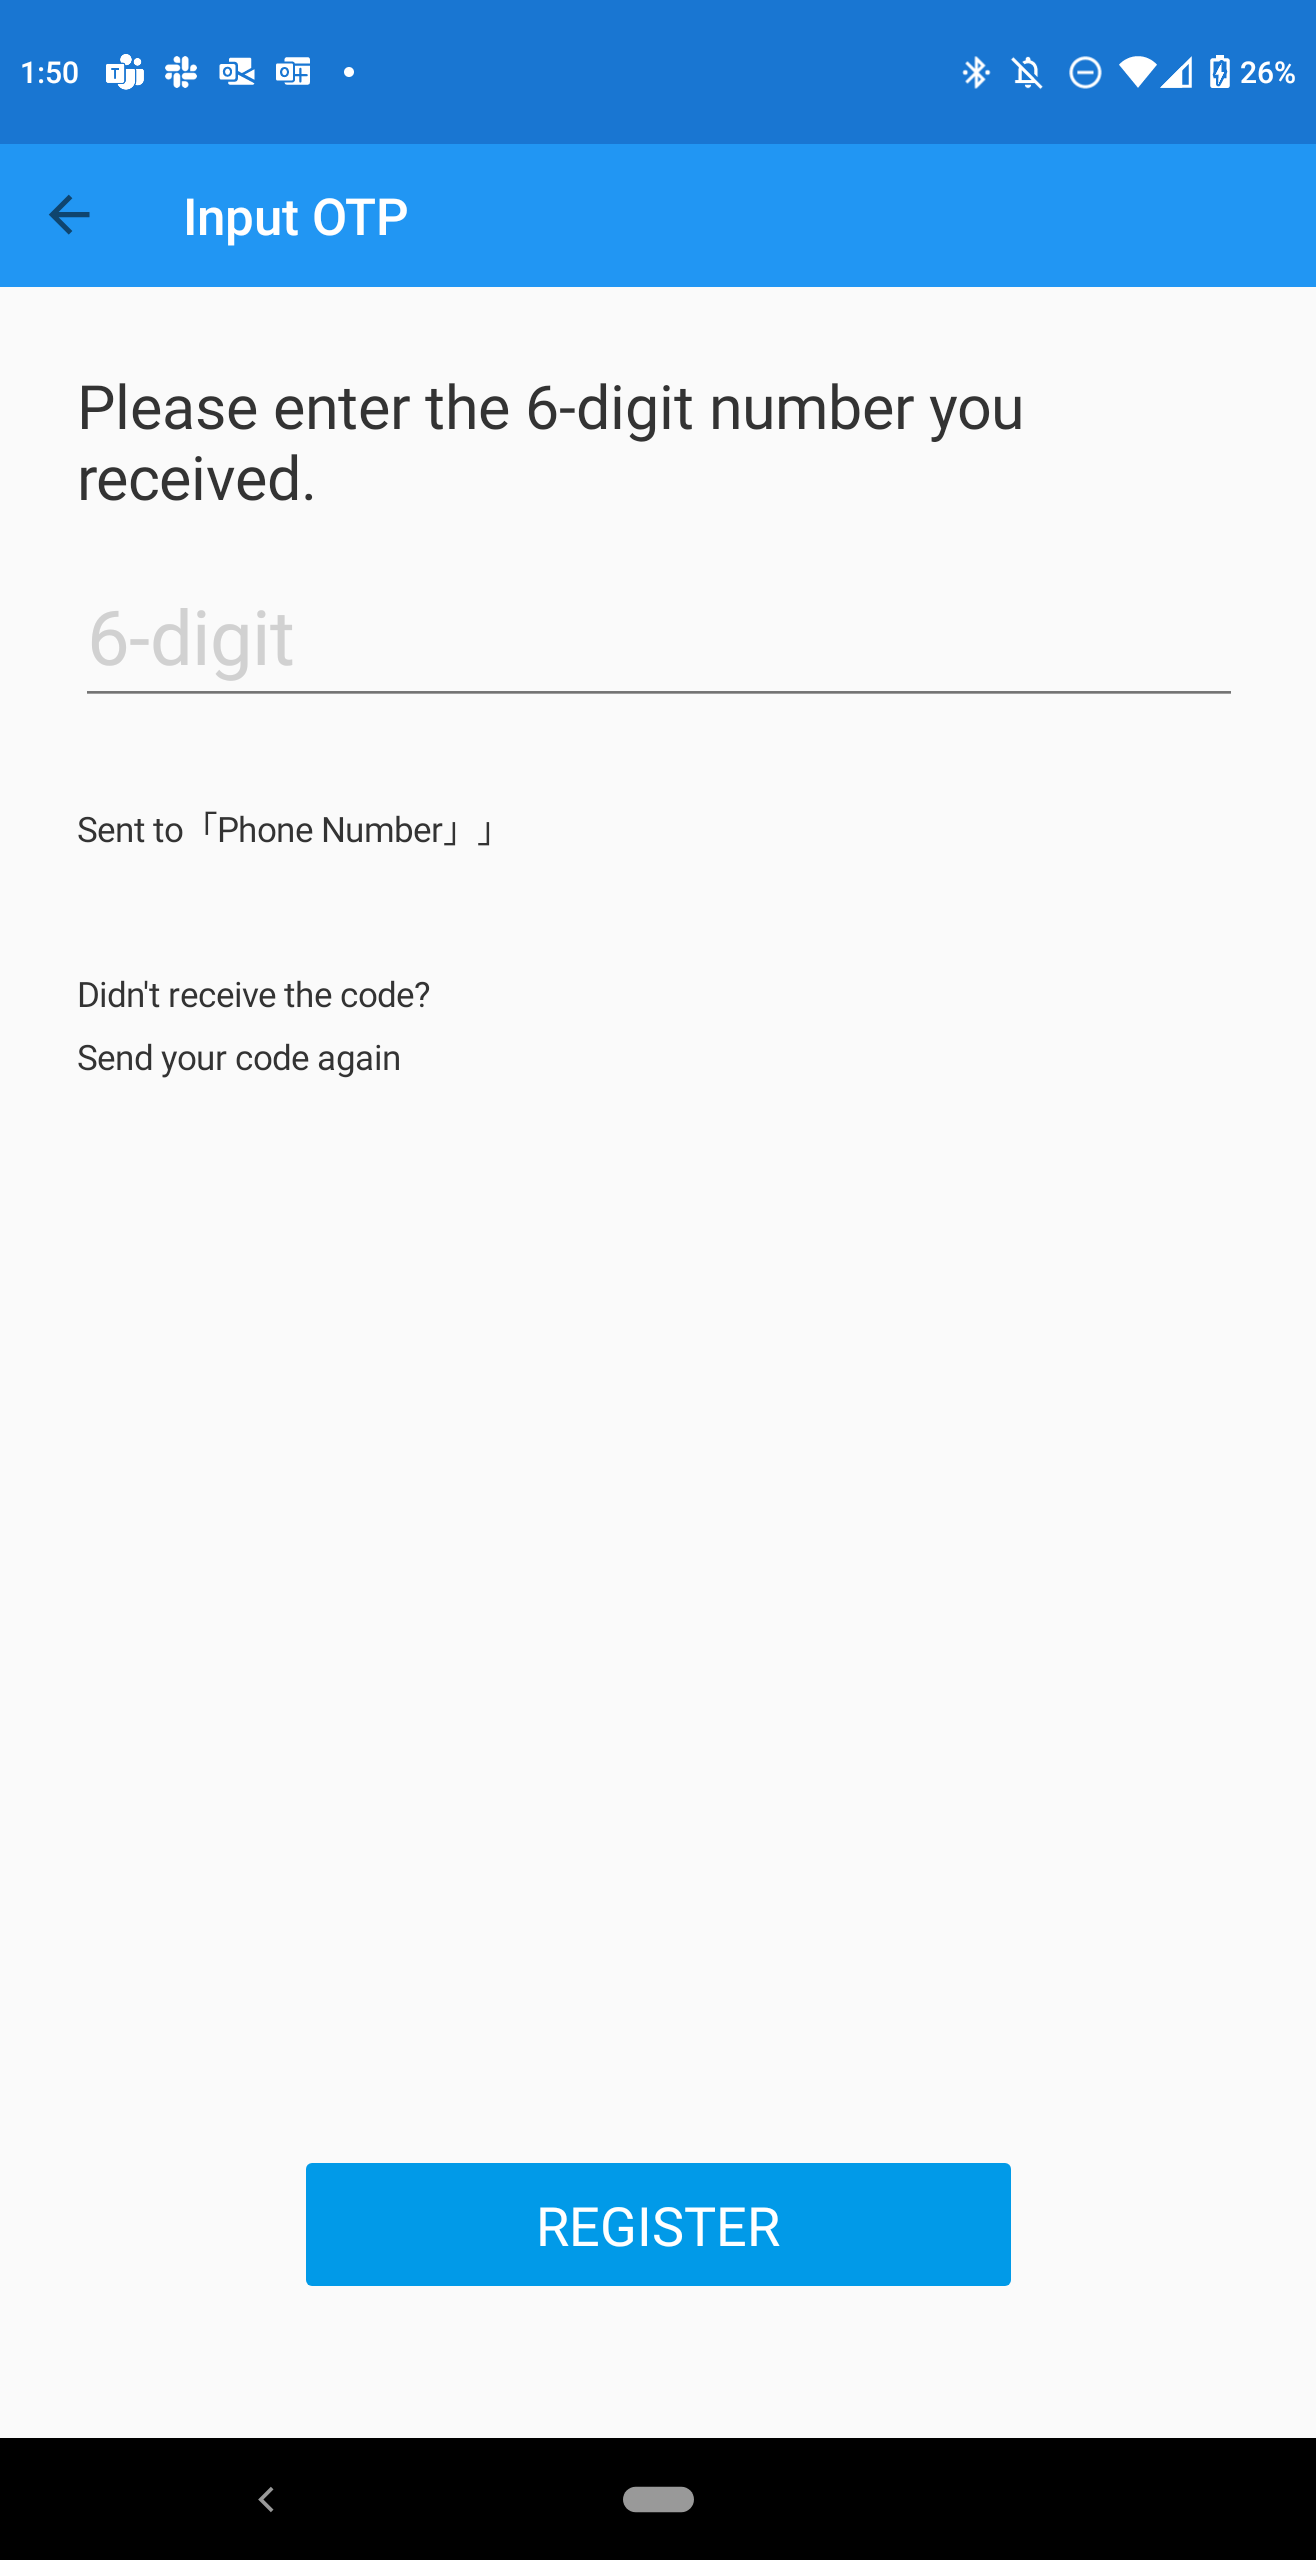 1:50
26%
Input OTP
Please enter the 6-digit number you
received.
6-digit
Sent to「Phone Number」」
Didn't receive the code?
Send your code again
REGISTER